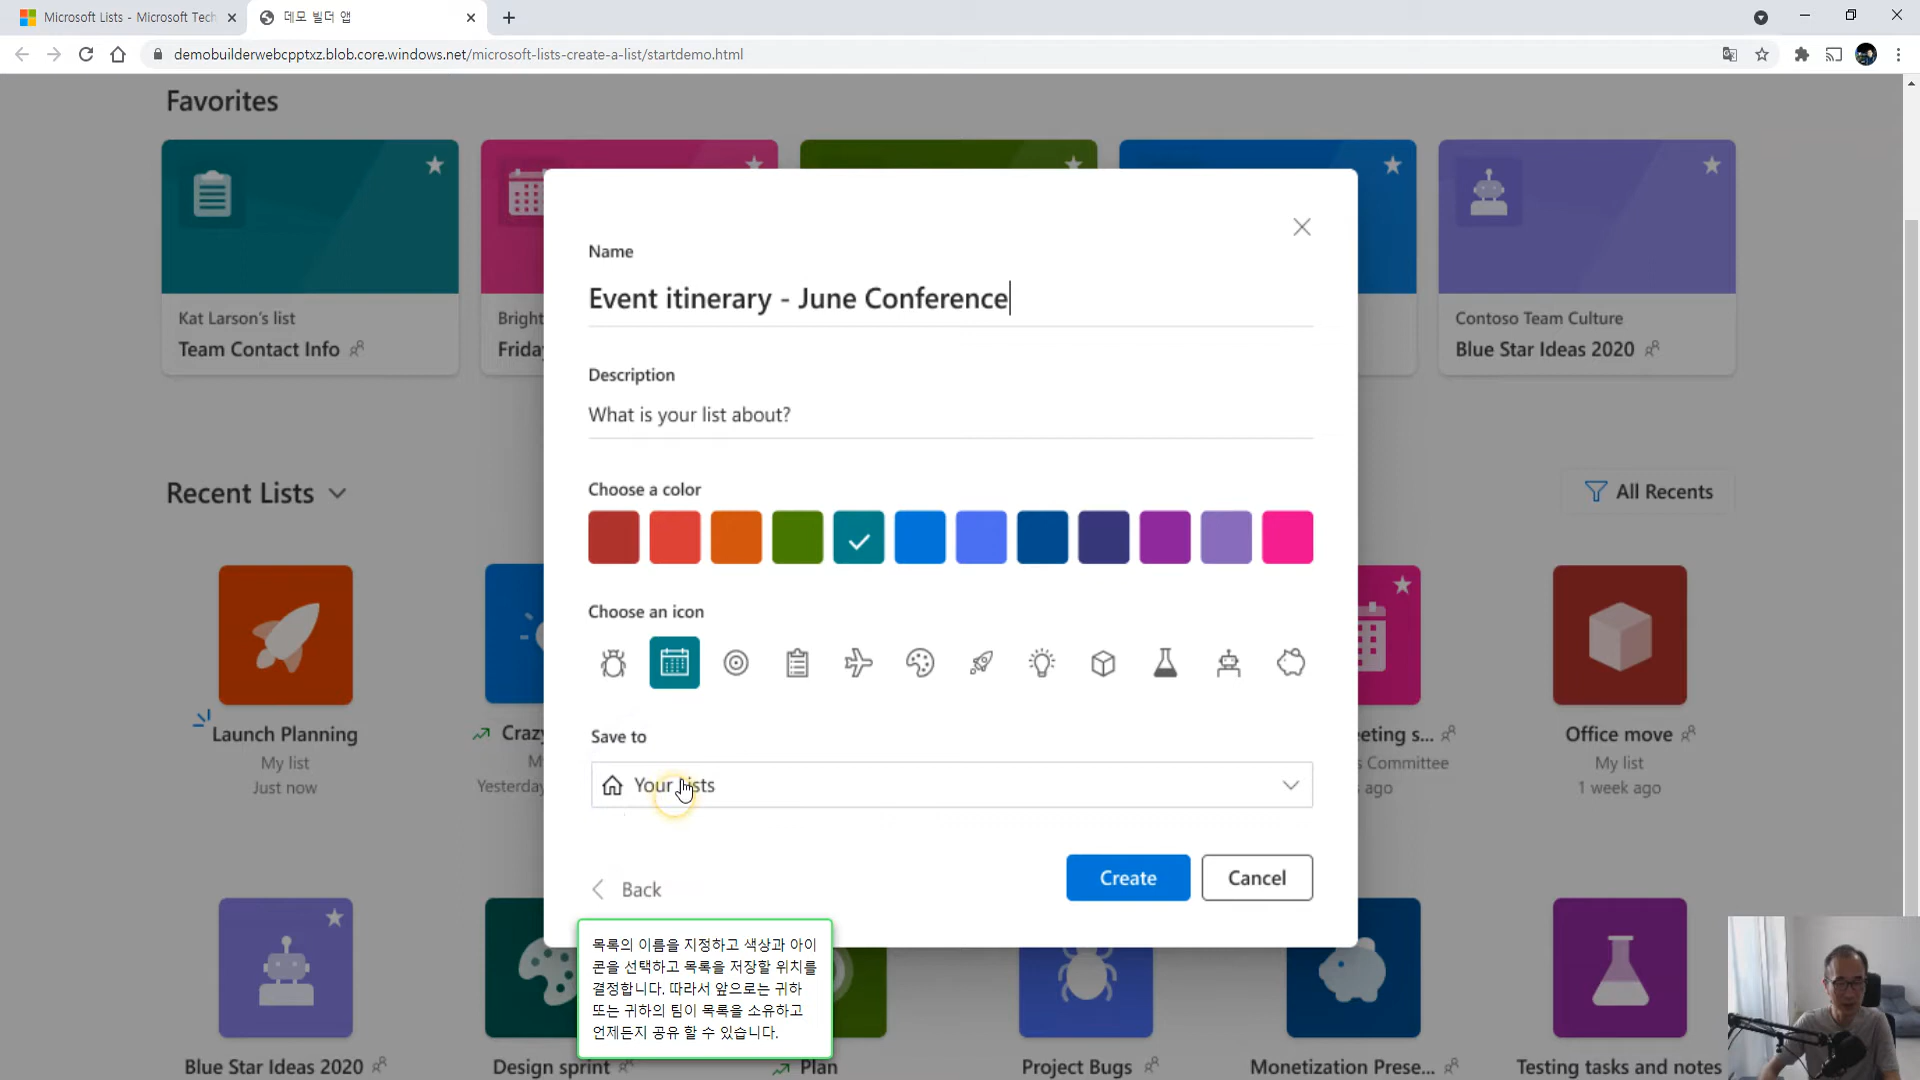 Microsoft Lists - Microsoft Tech
데모 빌더 앱
demobuilderwebcpptxz.blob.core.windows.net/microsoft-lists-create-a-list/startdemo.html
Favorites
Kat Larson's list
Team Contact Info
Bright
Friday
Contoso Team Culture
Blue Star Ideas 2020
Name
Event itinerary - June Conference
Description
What is your list about?
Choose a color
Choose an icon
Save to
Your lists
Back
Create
Cancel
목록의 이름을 지정하고 색상과 아이
콘을 선택하고 목록을 저장할 위치를
결정합니다. 따라서 앞으로는 귀하
또는 귀하의 팀이 목록을 소유하고
언제든지 공유 할 수 있습니다.
Recent Lists
All Recents
Launch Planning
My list
Just now
Crazy
M
Yesterday
eting s...
s Committee
ago
Office move
My list
1 week ago
Blue Star Ideas 2020
Design sprint
Plan
Project Bugs
Monetization Prese...
Testing tasks and notes